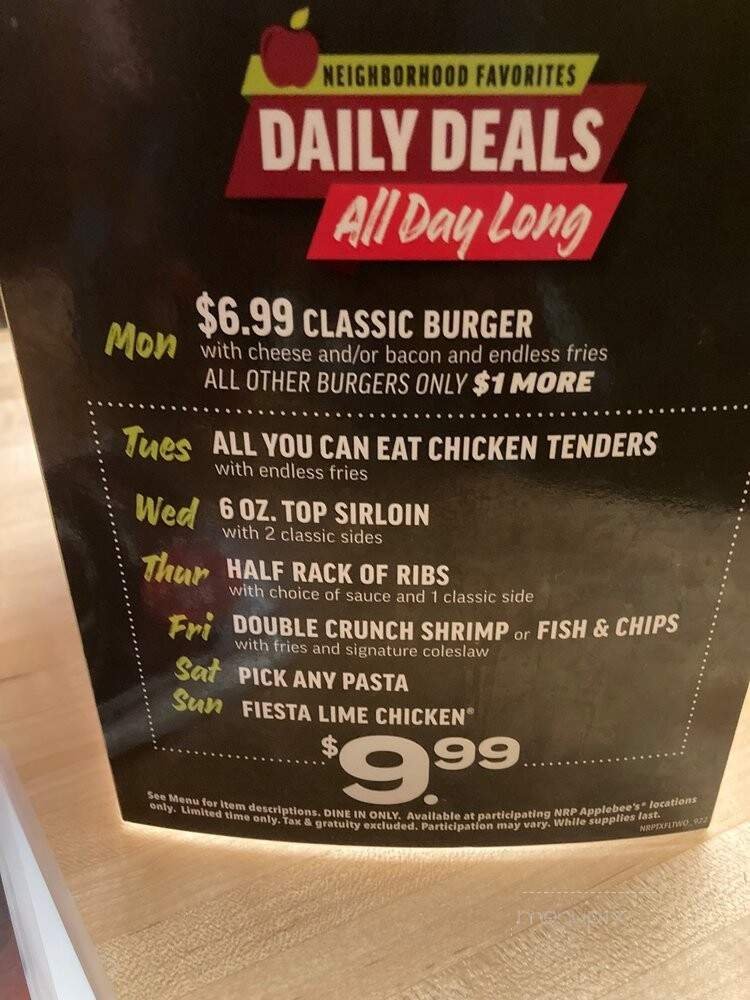 NEIGHBORHOOD FAVORITES
DAILY DEALS
All Day Long
Mon $6.99 CLASSIC BURGER
with cheese and/or bacon and endless fries
ALL OTHER BURGERS ONLY $1 MORE
Tues ALL YOU CAN EAT CHICKEN TENDERS
with endless fries
Wed 6 OZ. TOP SIRLOIN
with 2 classic sides
Thur HALF RACK OF RIBS
with choice of sauce and 1 classic side
Fri DOUBLE CRUNCH SHRIMP or FISH & CHIPS
with fries and signature coleslaw
Sat PICK ANY PASTA
Sun FIESTA LIME CHICKEN®
$9.99
See Menu for item descriptions. DINE IN ONLY. Available at participating NRP Applebee's® locations
only. Limited time only. Tax & gratuity excluded. Participation may vary. While supplies last.
NRPTXFLTWO_922
menupix